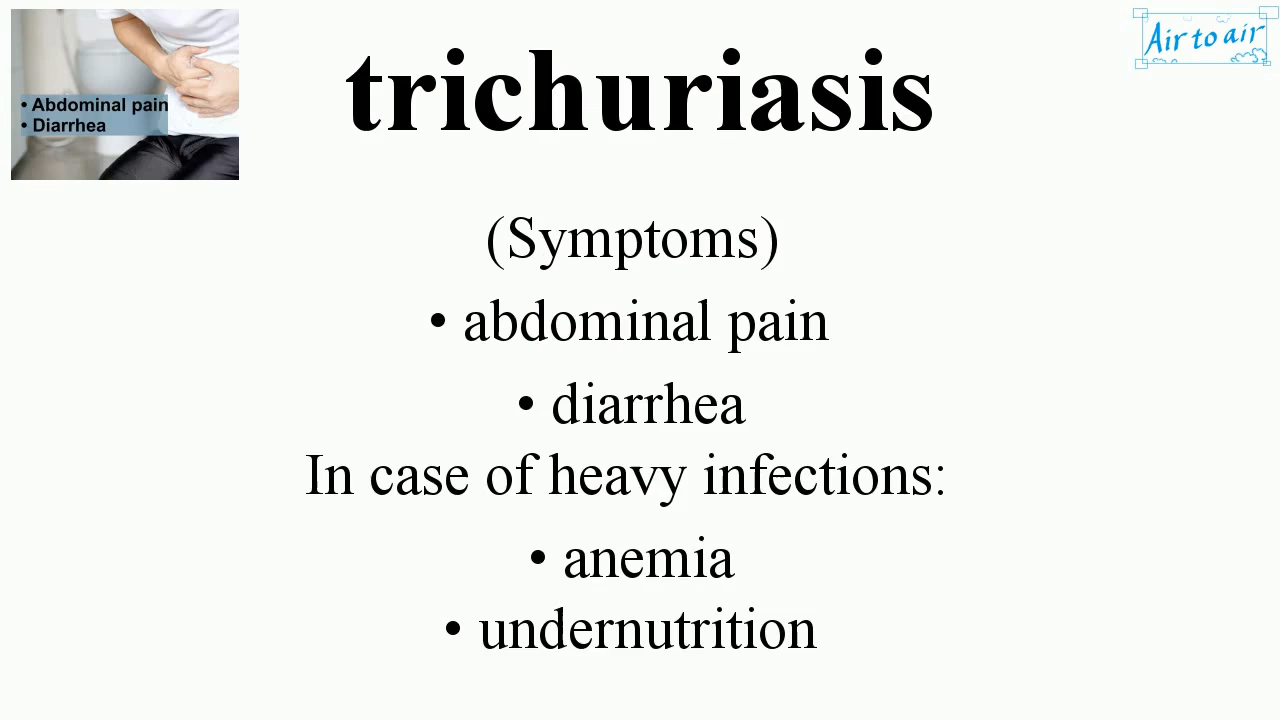 • Abdominal pain
• Diarrhea
Air to air
trichuriasis
(Symptoms)
• abdominal pain
• diarrhea
In case of heavy infections:
• anemia
• undernutrition